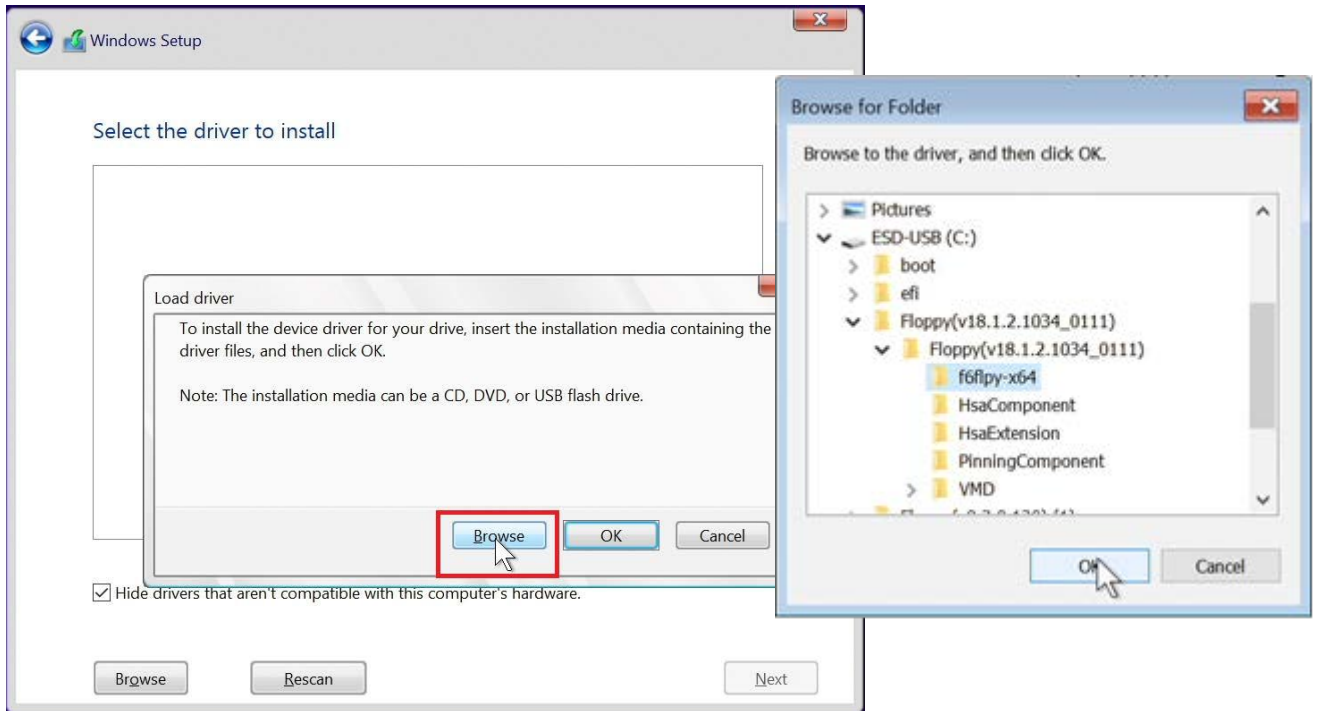 Windows Setup
Select the driver to install
Load driver
To install the device driver for your drive, insert the installation media containing the
driver files, and then click OK.
Note: The installation media can be a CD, DVD, or USB flash drive.
Browse
OK
Cancel
Hide drivers that aren't compatible with this computer's hardware.
Browse
Rescan
Next
Browse for Folder
Browse to the driver, and then click OK.
Pictures
ESD-USB (C:)
boot
efi
Floppy(v18.1.2.1034_0111)
Floppy(v18.1.2.1034_0111)
f6flpy-x64
HsaComponent
HsaExtension
PinningComponent
VMD
OK
Cancel